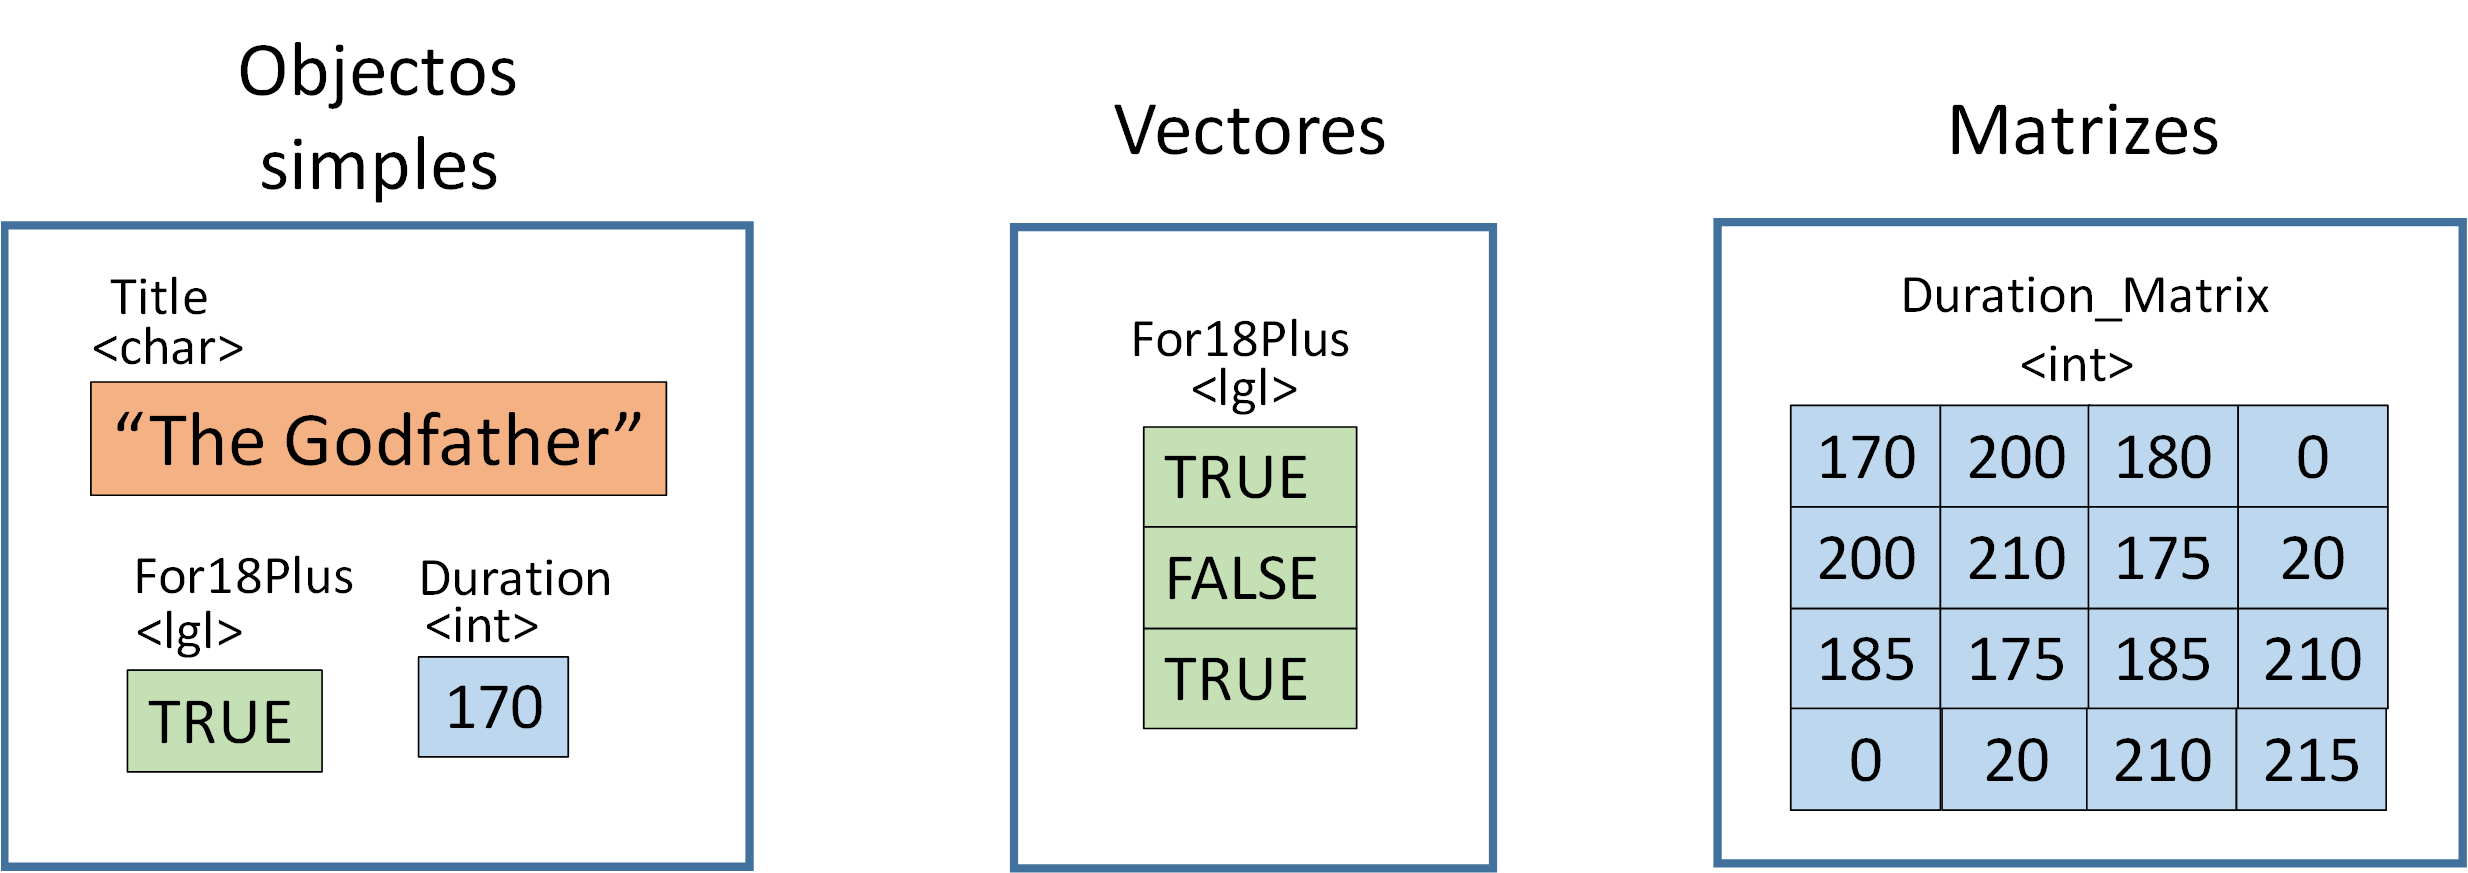 Objectos
simples
Title
<char>
“The Godfather”
For18Plus
<lgl>
TRUE
Duration
<int>
170
Vectores
For18Plus
<lgl>
TRUE
FALSE
TRUE
Matrizes
Duration_Matrix
<int>
170 200 180 0
200 210 175 20
185 175 185 210
0 20 210 215